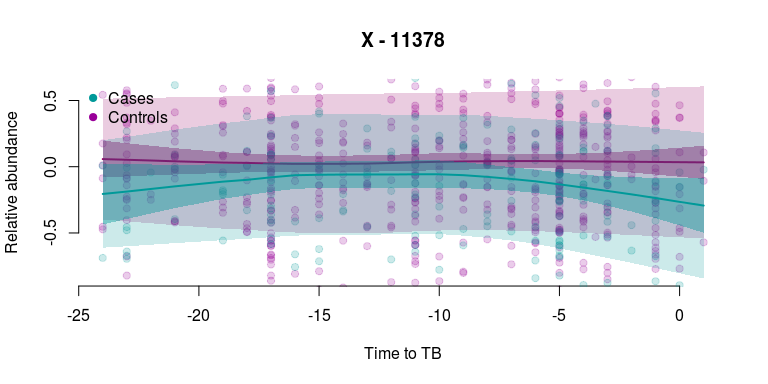 X - 11378
Relative abundance
0.5
0.0
-0.5
Cases
Controls
-25
-20
-15
-10
-5
0
Time to TB